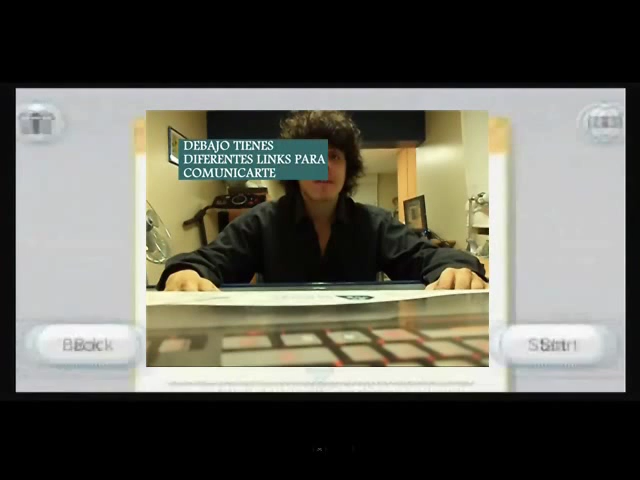 DEBAJO TIENES
DIFERENTES LINKS PARA
COMUNICARTE
Back
Start